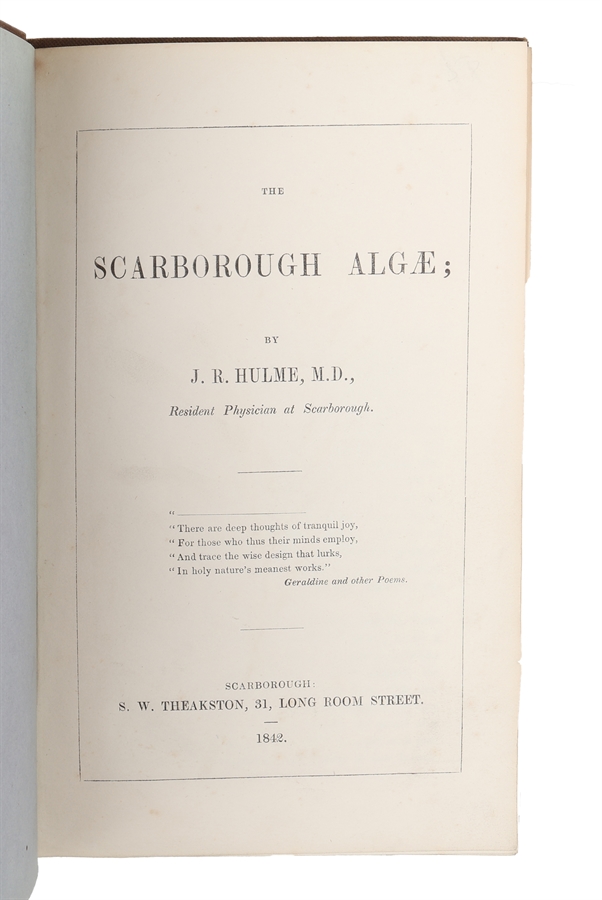 THE
SCARBOROUGH ALGÆ;
BY
J. R. HULME, M.D.,
Resident Physician at Scarborough.
“ ____________
“There are deep thoughts of tranquil joy,
“For those who thus their minds employ,
“And trace the wise design that lurks,
“In holy nature's meanest works.”
Geraldine and other Poems.
SCARBOROUGH:
S. W. THEAKSTON, 31, LONG ROOM STREET.
1842.